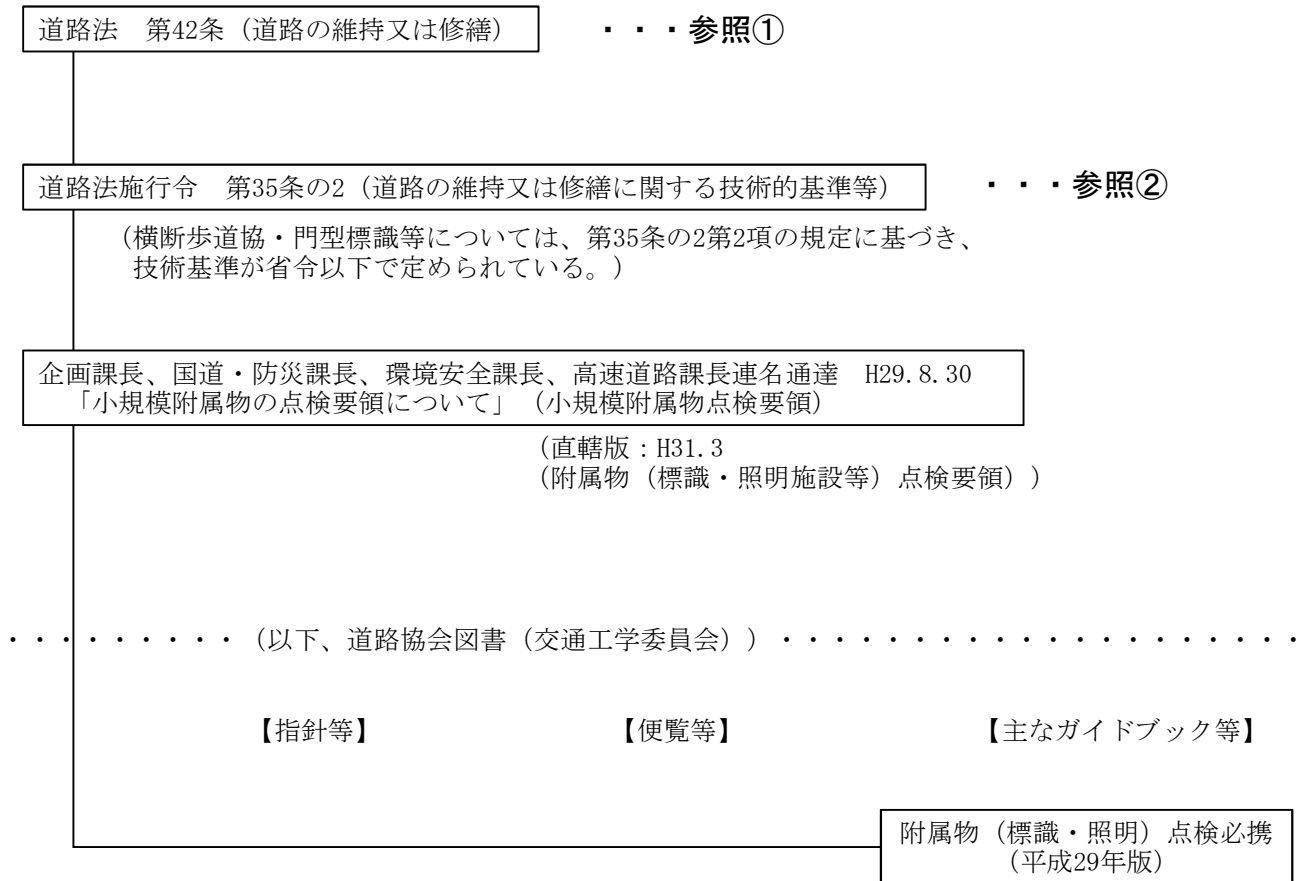 道路法　第42条（道路の維持又は修繕）　・・・参照①
道路法施行令　第35条の2（道路の維持又は修繕に関する技術的基準等）　・・・参照②
（横断歩道協・門型標識等については、第35条の2第2項の規定に基づき、
技術基準が省令以下で定められている。）
企画課長、国道・防災課長、環境安全課長、高速道路課長連名通達　H29.8.30
「小規模附属物の点検要領について」（小規模附属物点検要領）
（直轄版：H31.3
（附属物（標識・照明施設等）点検要領））
・・・・・・・・・・（以下、道路協会図書（交通工学委員会））・・・・・・・・・・・・・・・・・・・・
【指針等】　【便覧等】　【主なガイドブック等】
附属物（標識・照明）点検必携
（平成29年版）